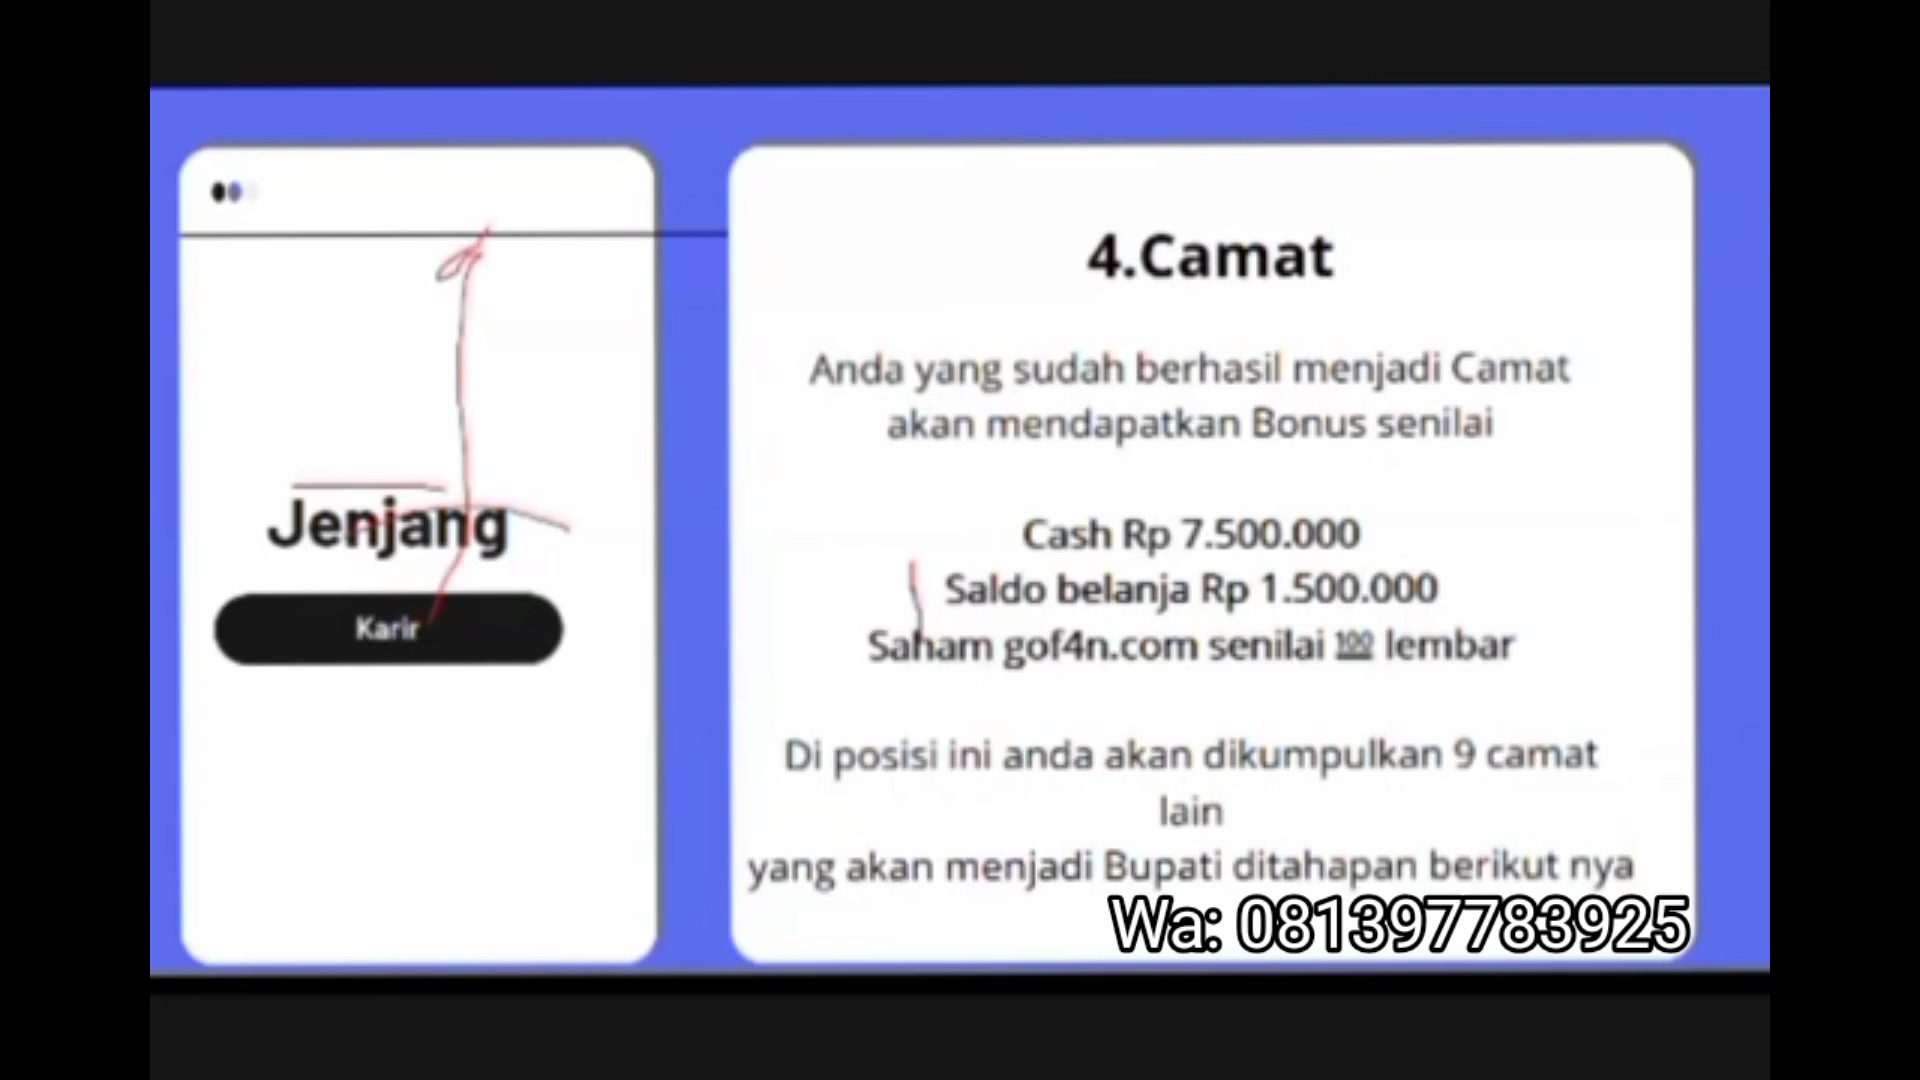 Jenjang
Karir
4.Camat
Anda yang sudah berhasil menjadi Camat
akan mendapatkan Bonus senilai
Cash Rp 7.500.000
Saldo belanja Rp 1.500.000
Saham gof4n.com senilai 💯 lembar
Di posisi ini anda akan dikumpulkan 9 camat
lain
yang akan menjadi Bupati ditahapan berikut nya
Wa: 081397783925